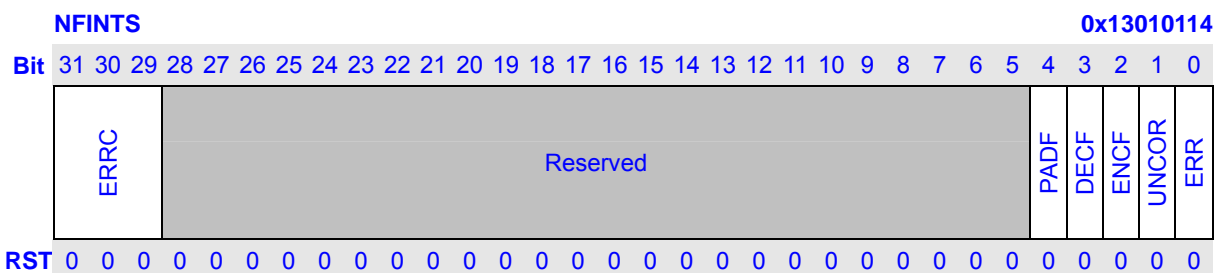 NFINTS 0x13010114
Bit 31 30 29 28 27 26 25 24 23 22 21 20 19 18 17 16 15 14 13 12 11 10 9 8 7 6 5 4 3 2 1 0
ERRC Reserved PADF DECF ENCF UNCOR ERR
RST 0 0 0 0 0 0 0 0 0 0 0 0 0 0 0 0 0 0 0 0 0 0 0 0 0 0 0 0 0 0 0 0